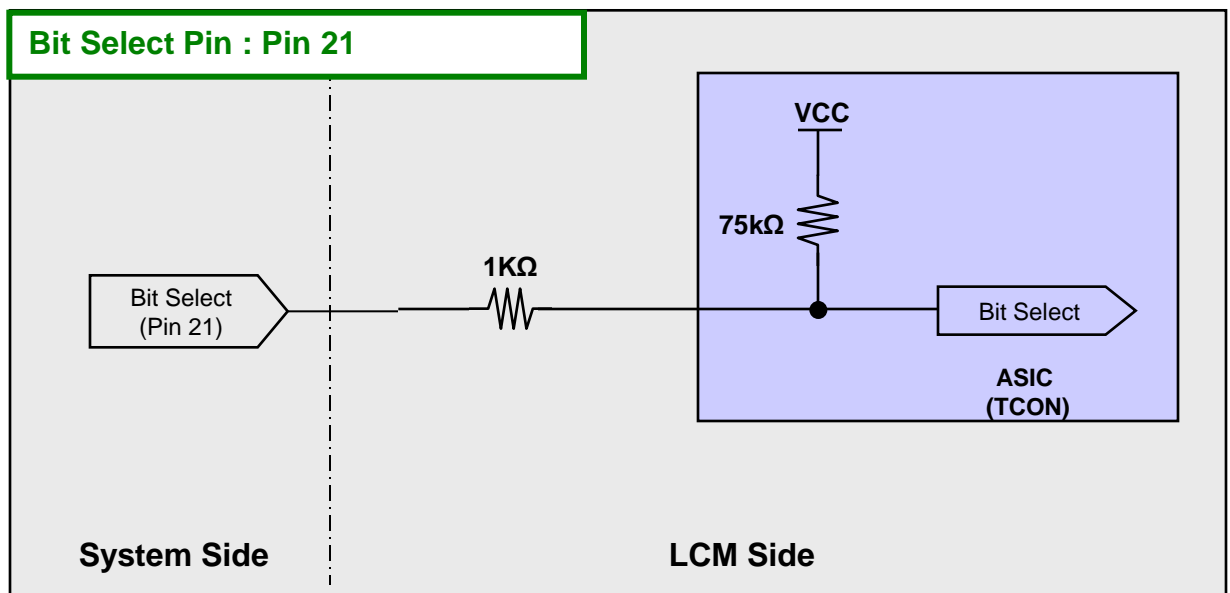 Bit Select Pin : Pin 21
VCC
75kΩ
1KΩ
Bit Select
(Pin 21)
Bit Select
ASIC
(TCON)
System Side
LCM Side